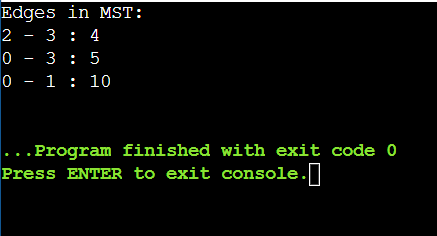 Edges in MST:
2 - 3 : 4
0 - 3 : 5
0 - 1 : 10
...Program finished with exit code 0
Press ENTER to exit console.